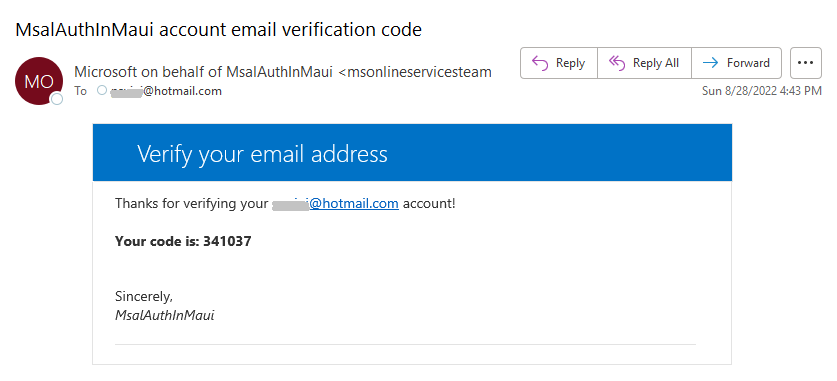 MsalAuthInMaui account email verification code
MO
Microsoft on behalf of MsalAuthInMaui <msonlineservicesteam
Reply
Reply All
Forward
To @hotmail.com
Sun 8/28/2022 4:43 PM
Verify your email address
Thanks for verifying your @hotmail.com account!
Your code is: 341037
Sincerely,
MsalAuthInMaui